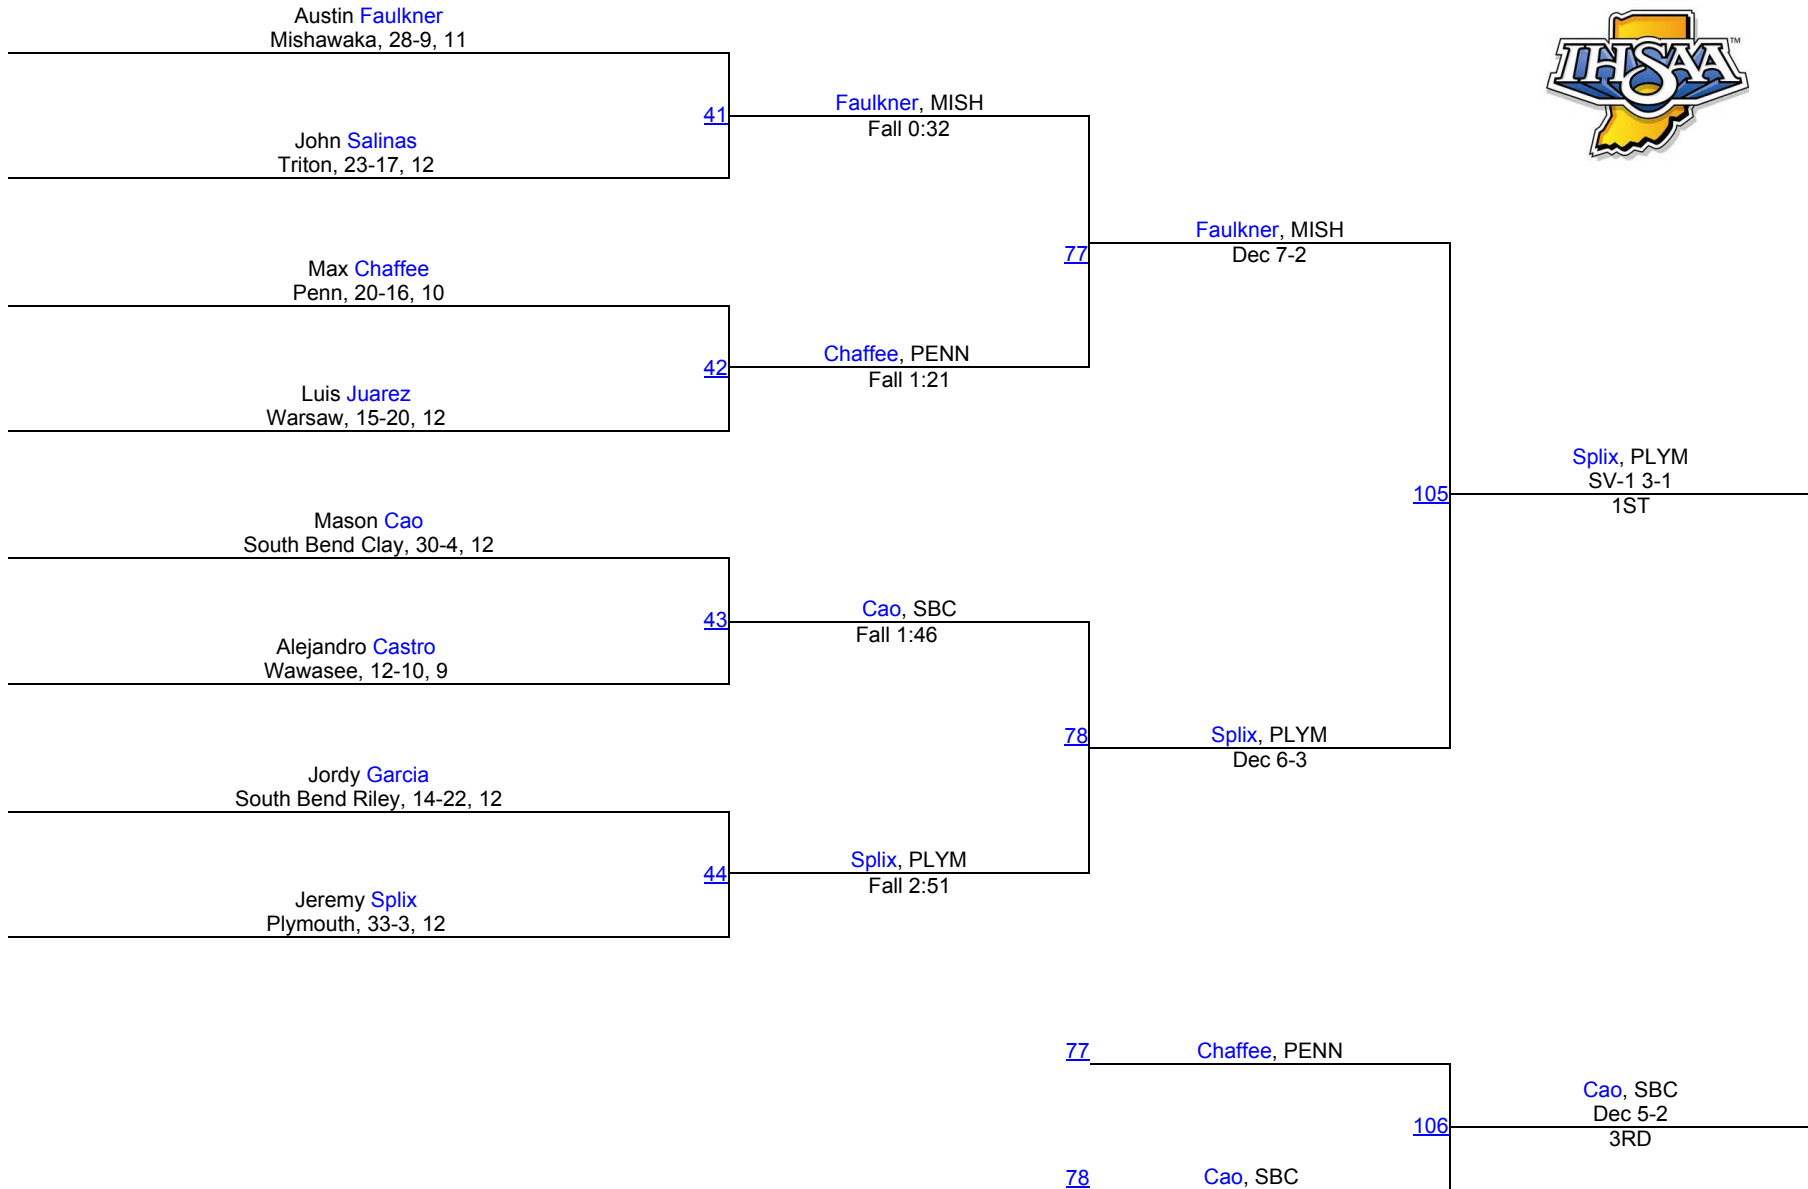 Austin Faulkner
Mishawaka, 28-9, 11
IHSAA™
41
Faulkner, MISH
Fall 0:32
John Salinas
Triton, 23-17, 12
Faulkner, MISH
77
Dec 7-2
Max Chaffee
Penn, 20-16, 10
Chaffee, PENN
42
Fall 1:21
Luis Juarez
Warsaw, 15-20, 12
Splix, PLYM
SV-1 3-1
105
1ST
Mason Cao
South Bend Clay, 30-4, 12
Cao, SBC
43
Fall 1:46
Alejandro Castro
Wawasee, 12-10, 9
78
Splix, PLYM
Dec 6-3
Jordy Garcia
South Bend Riley, 14-22, 12
Splix, PLYM
44
Fall 2:51
Jeremy Splix
Plymouth, 33-3, 12
77
Chaffee, PENN
Cao, SBC
Dec 5-2
106
3RD
78
Cao, SBC